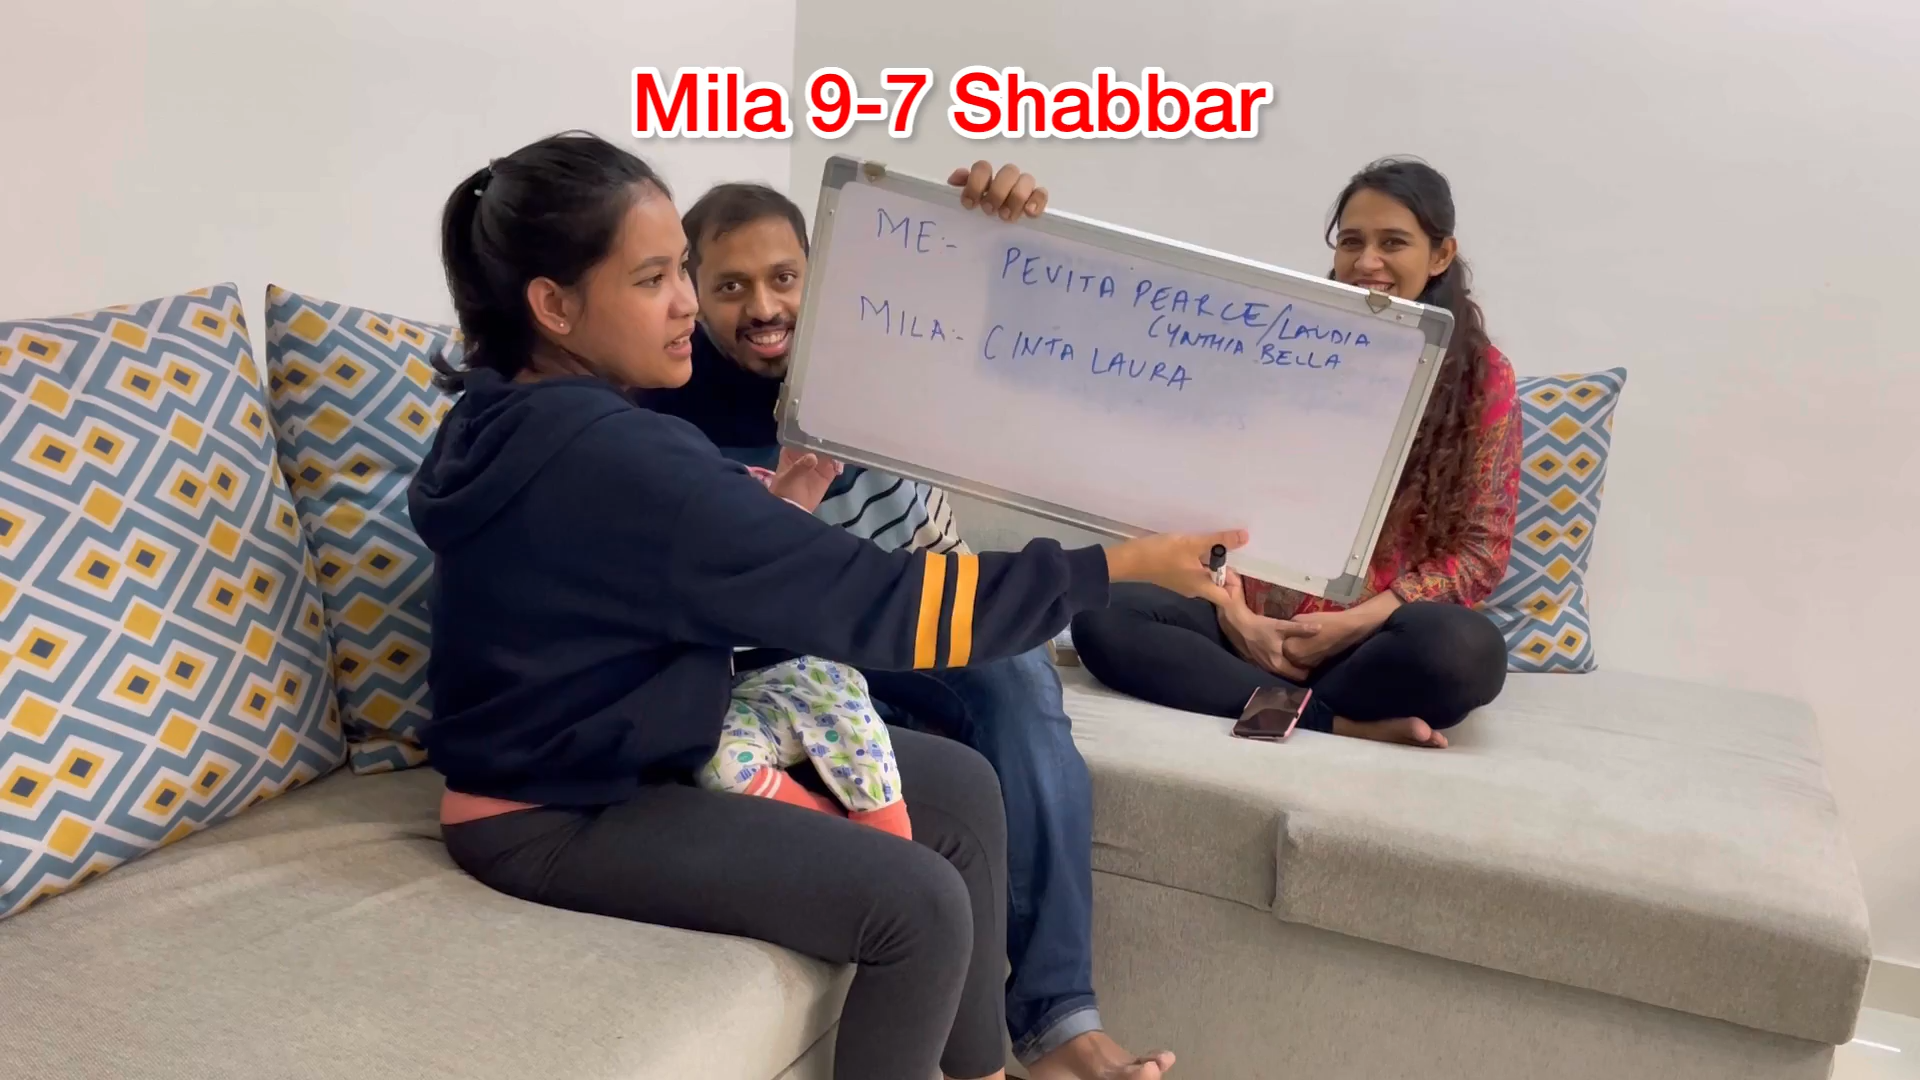 Mila 9-7 Shabbar
ME:- PEVITA PEARCE/LAUDIA
CYNTHIA BELLA
MILA:- CINTA LAURA